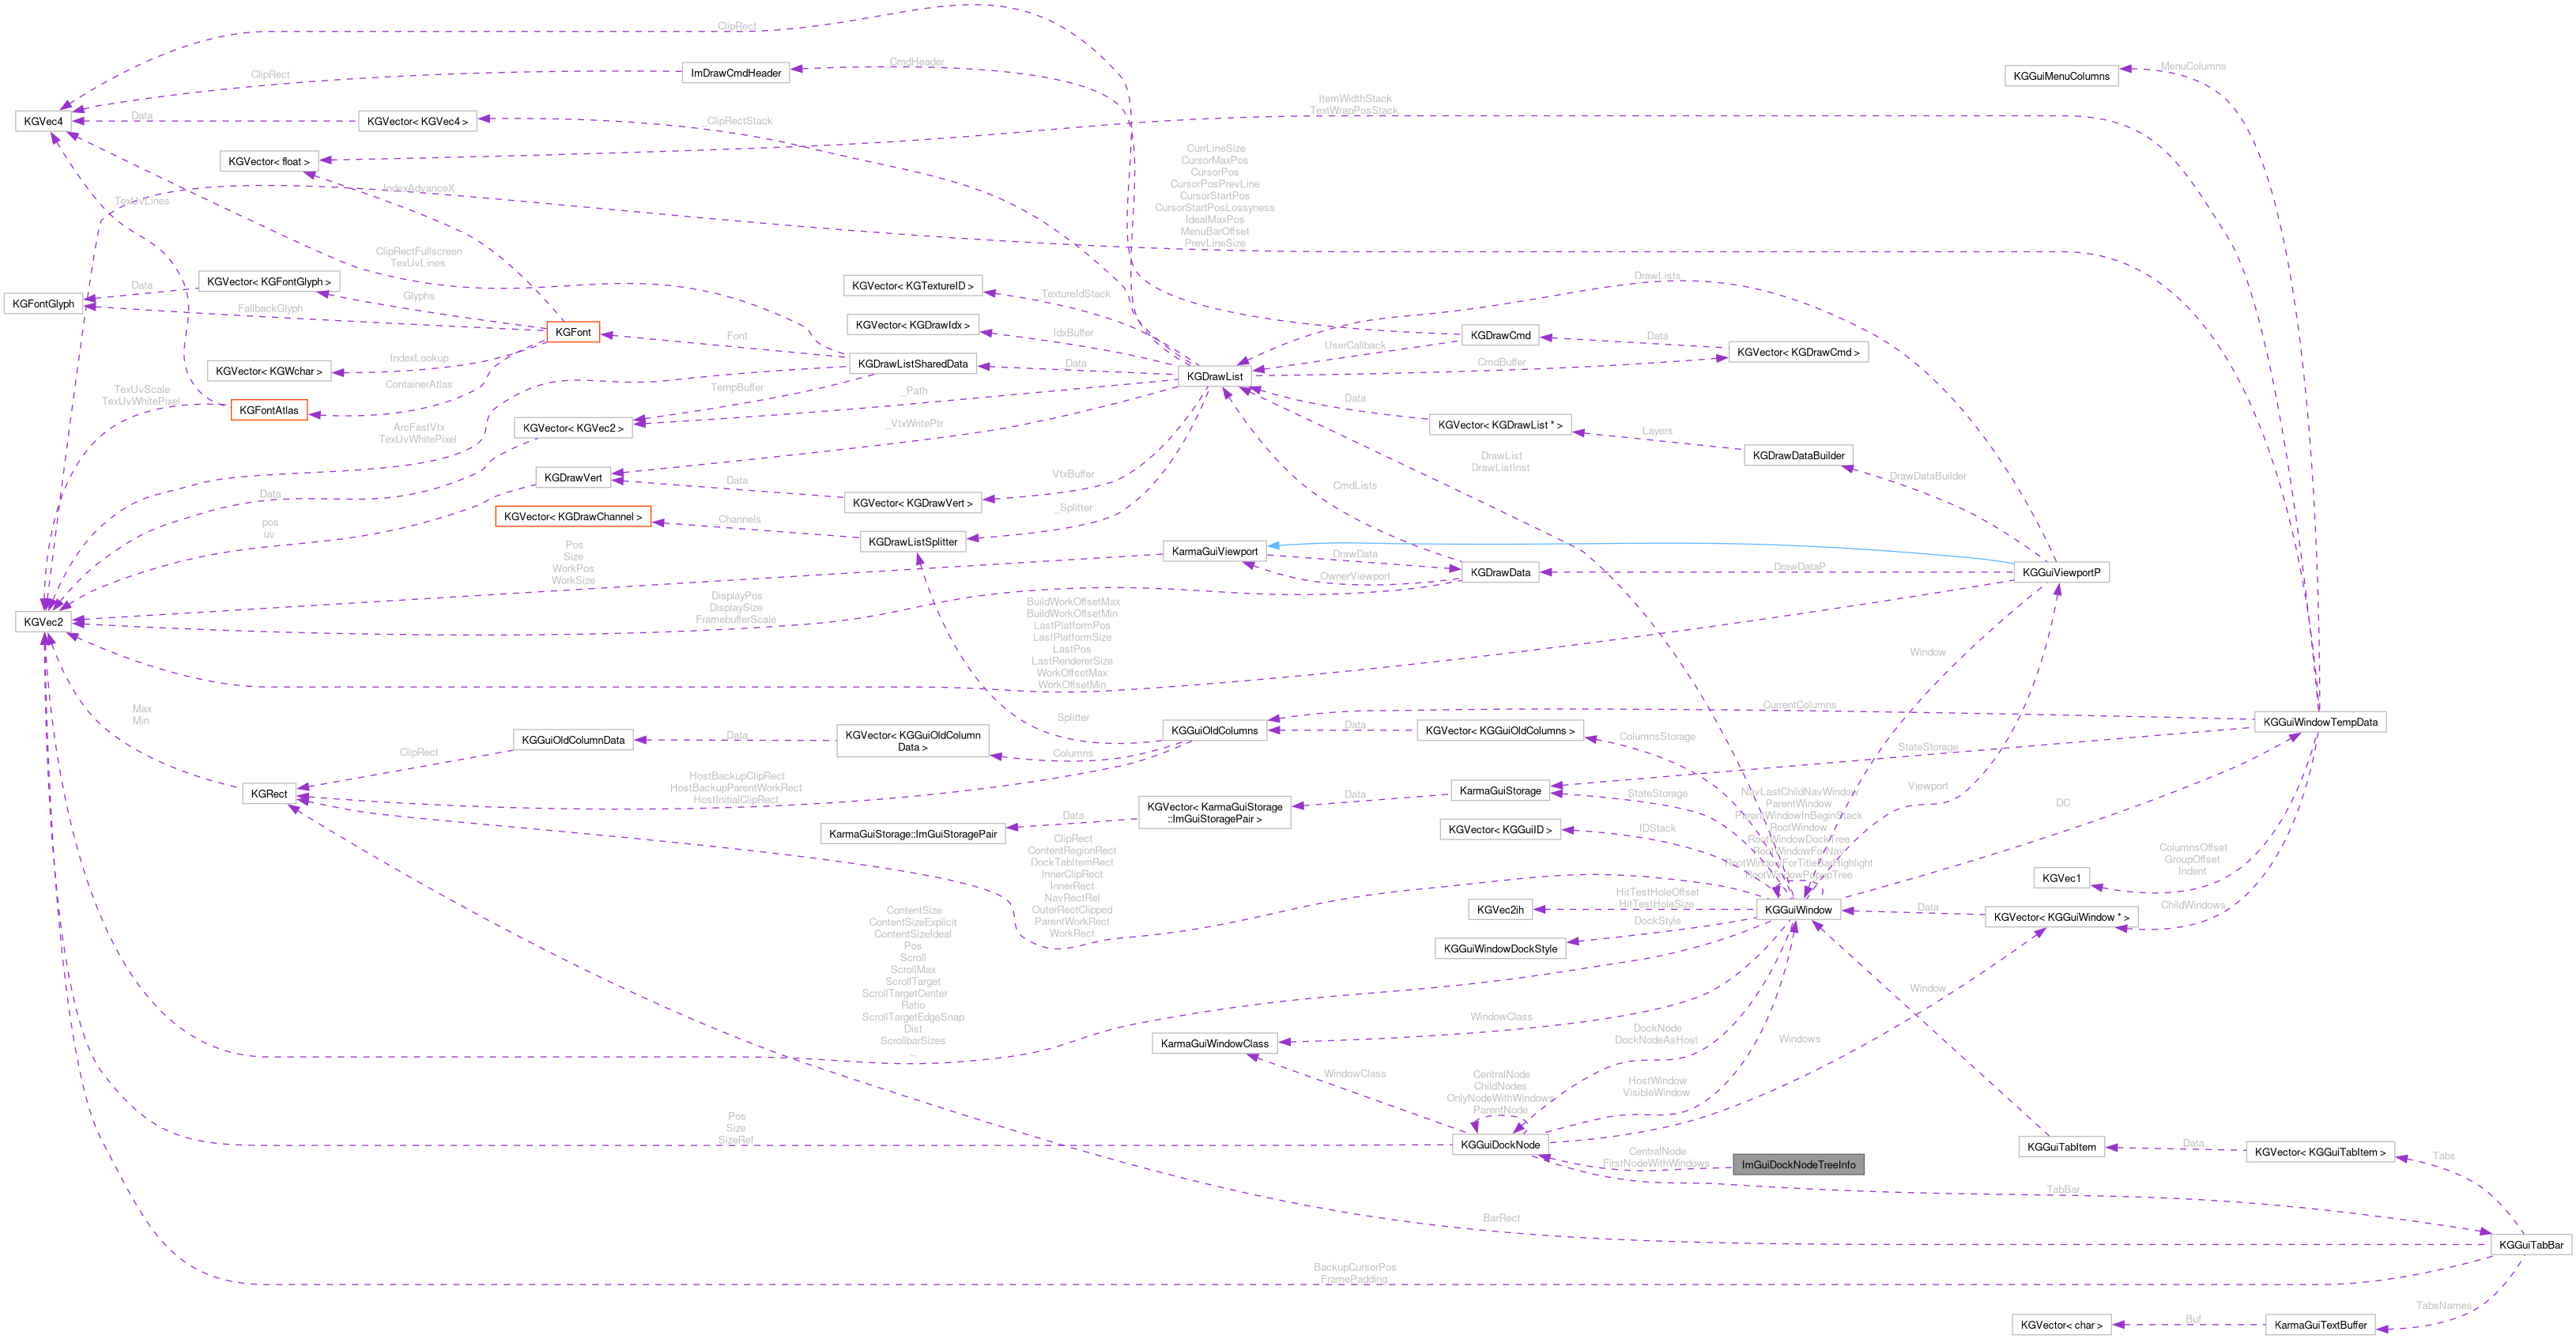 ClipRect
CmdHeader
ClipRect
ImDrawCmdHeader
MenuColumns
KGGuiMenuColumns
ItemWidthStack
TextWrapPosStack
KGVec4
Data
KGVector< KGVec4 >
_ClipRectStack
KGVector< float >
CurrLineSize
CursorMaxPos
CursorPos
CursorPosPrevLine
CursorStartPos
CursorStartPosLossyness
IdealMaxPos
MenuBarOffset
PrevLineSize
IndexAdvanceX
TexUvLines
ClipRectFullscreen
TexUvLines
KGVector< KGFontGlyph >
Data
KGFontGlyph
Glyphs
FallbackGlyph
KGFont
Font
KGVector< KGTextureID >
_TextureIdStack
DrawLists
KGVector< KGDrawIdx >
IdxBuffer
UserCallback
KGDrawCmd
Data
KGVector< KGDrawCmd >
CmdBuffer
IndexLookup
KGVector< KGWchar >
ContainerAtlas
KGDrawListSharedData
_Data
KGDrawList
TexUvScale
TexUvWhitePixel
KGFontAtlas
TempBuffer
_Path
Data
ArcFastVtx
TexUvWhitePixel
KGVector< KGVec2 >
_VtxWritePtr
KGVector< KGDrawList * >
Layers
KGDrawDataBuilder
DrawList
DrawListInst
DrawDataBuilder
KGDrawVert
Data
VtxBuffer
CmdLists
Data
KGVector< KGDrawVert >
KGVector< KGDrawChannel >
Channels
_Splitter
pos
uv
KGDrawListSplitter
Pos
Size
WorkPos
WorkSize
KarmaGuiViewport
DrawData
OwnerViewport
KGDrawData
DrawDataP
KGGuiViewportP
DisplayPos
DisplaySize
FramebufferScale
BuildWorkOffsetMax
BuildWorkOffsetMin
LastPlatformPos
LastPlatformSize
LastPos
LastRendererSize
WorkOffsetMax
WorkOffsetMin
KGVec2
Window
Max
Min
Splitter
CurrentColumns
KGGuiWindowTempData
KGGuiOldColumnData
Data
KGVector< KGGuiOldColumn
Data >
KGGuiOldColumns
Data
KGVector< KGGuiOldColumns >
ColumnsStorage
ClipRect
Columns
StateStorage
HostBackupClipRect
HostBackupParentWorkRect
HostInitialClipRect
KGRect
KarmaGuiStorage
StateStorage
Viewport
DC
Data
KGVector< KarmaGuiStorage
::ImGuiStoragePair >
Data
KarmaGuiStorage::ImGuiStoragePair
KGVector< KGGuiID >
IDStack
NavLastChildNavWindow
ParentWindow
ParentWindowInBeginStack
RootWindow
RootWindowDockTree
RootWindowForNav
RootWindowForTitleBarHighlight
RootWindowPopupTree
ClipRect
ContentRegionRect
DockTabItemRect
InnerClipRect
InnerRect
NavRectRel
OuterRectClipped
ParentWorkRect
WorkRect
ColumnsOffset
GroupOffset
Indent
KGVec1
HitTestHoleOffset
HitTestHoleSize
KGVec2ih
KGGuiWindow
Data
KGVector< KGGuiWindow * >
ChildWindows
DockStyle
KGGuiWindowDockStyle
ContentSize
ContentSizeExplicit
ContentSizeIdeal
Pos
Scroll
ScrollMax
ScrollTarget
ScrollTargetCenter
Ratio
ScrollTargetEdgeSnap
Dist
ScrollbarSizes
...
Window
WindowClass
KarmaGuiWindowClass
DockNode
DockNodeAsHost
Windows
WindowClass
CentralNode
ChildNodes
OnlyNodeWithWindows
ParentNode
HostWindow
VisibleWindow
Pos
Size
SizeRef
KGGuiDockNode
CentralNode
FirstNodeWithWindows
ImGuiDockNodeTreeInfo
KGGuiTabItem
Data
KGVector< KGGuiTabItem >
Tabs
TabBar
BarRect
KGGuiTabBar
BackupCursorPos
FramePadding
TabsNames
KGVector< char >
Buf
KarmaGuiTextBuffer